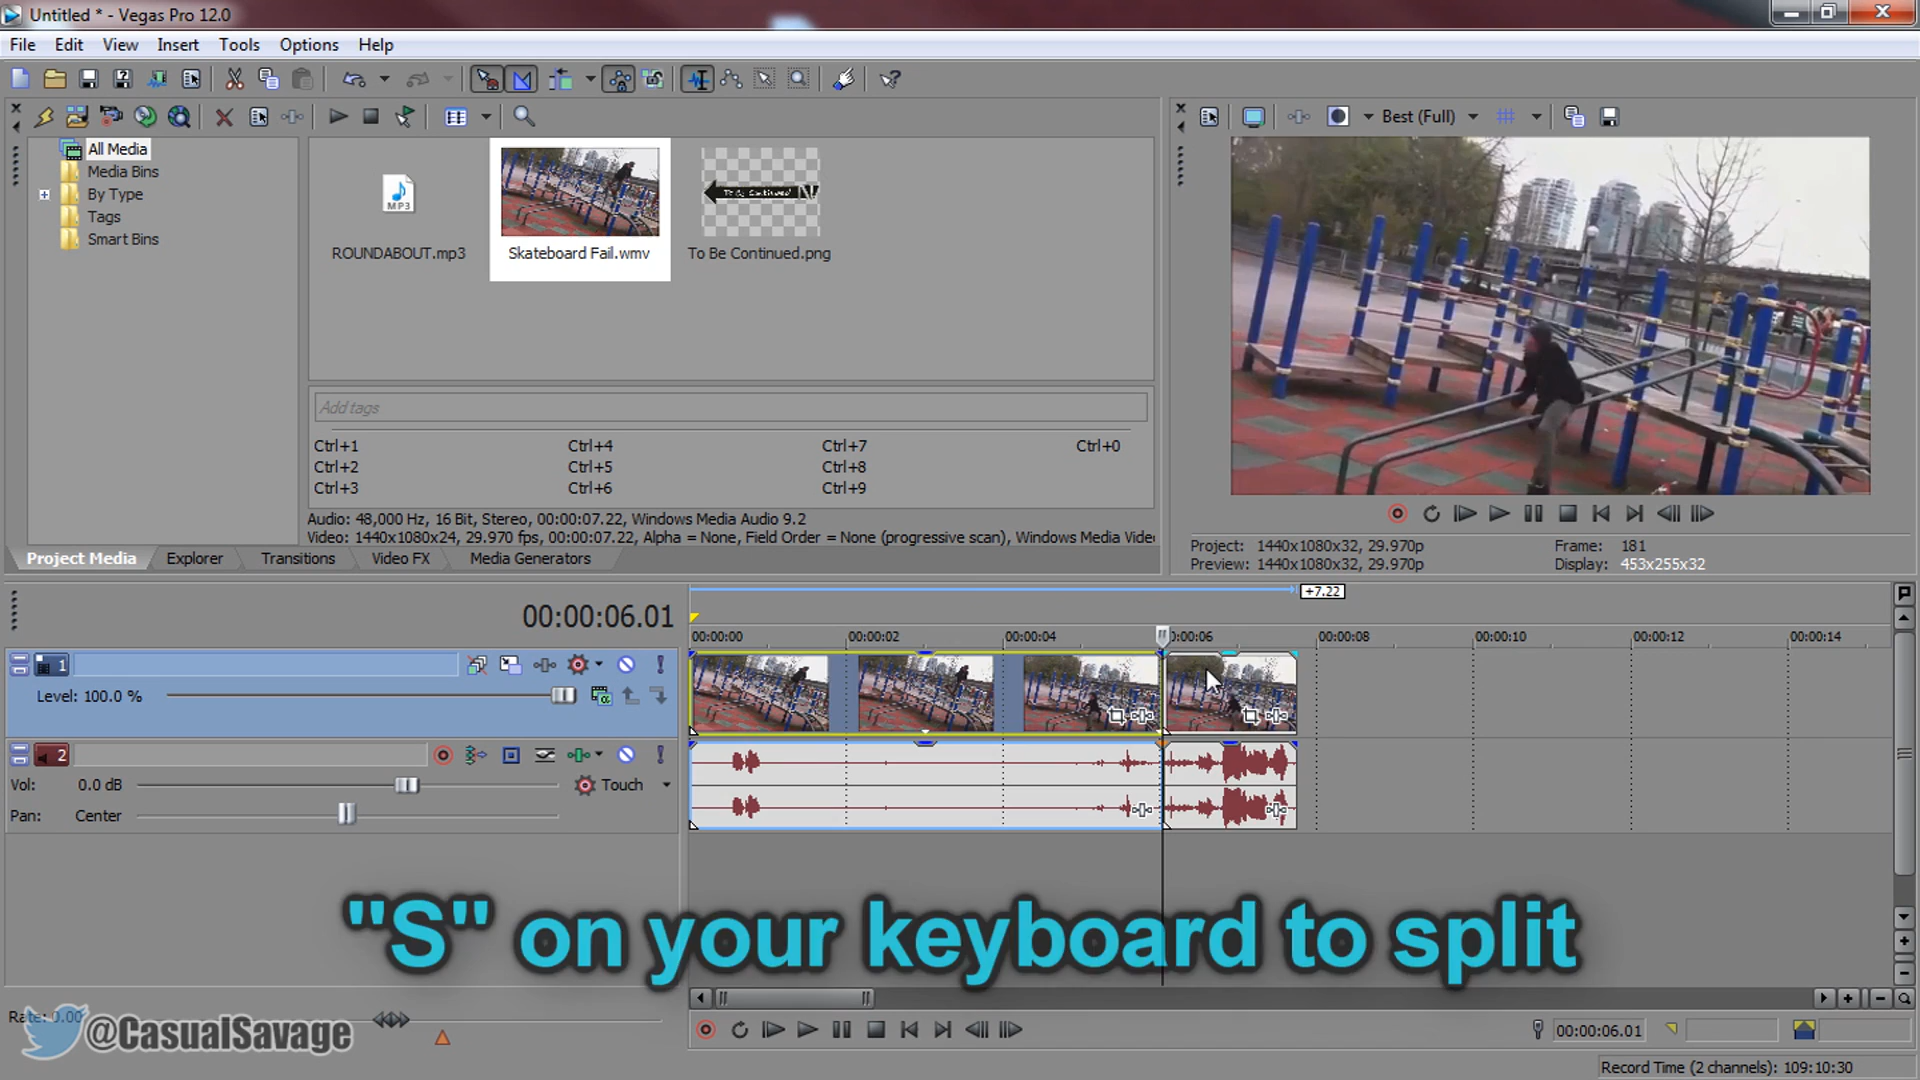 Untitled * - Vegas Pro 12.0
File Edit View Insert Tools Options Help
Best (Full)
All Media
Media Bins
By Type
Tags
Smart Bins
MP3
ROUNDABOUT.mp3
Skateboard Fail.wmv
To Be Continued
To Be Continued.png
Add tags
Ctrl+1 Ctrl+4 Ctrl+7 Ctrl+0
Ctrl+2 Ctrl+5 Ctrl+8
Ctrl+3 Ctrl+6 Ctrl+9
Audio: 48,000 Hz, 16 Bit, Stereo, 00:00:07.22, Windows Media Audio 9.2
Video: 1440x1080x24, 29.970 fps, 00:00:07.22, Alpha = None, Field Order = None (progressive scan), Windows Media Vide
Project Media Explorer Transitions Video FX Media Generators
Project: 1440x1080x32, 29.970p Frame: 181
Preview: 1440x1080x32, 29.970p Display: 453x255x32
00:00:06.01
+7.22
00:00:00 00:00:02 00:00:04 0:00:06 00:00:08 00:00:10 00:00:12 00:00:14
1
Level: 100.0 %
2
Vol: 0.0 dB Touch
Pan: Center
"S" on your keyboard to split
Rate: 0.00
@CasualSavage
00:00:06.01
Record Time (2 channels): 109:10:30